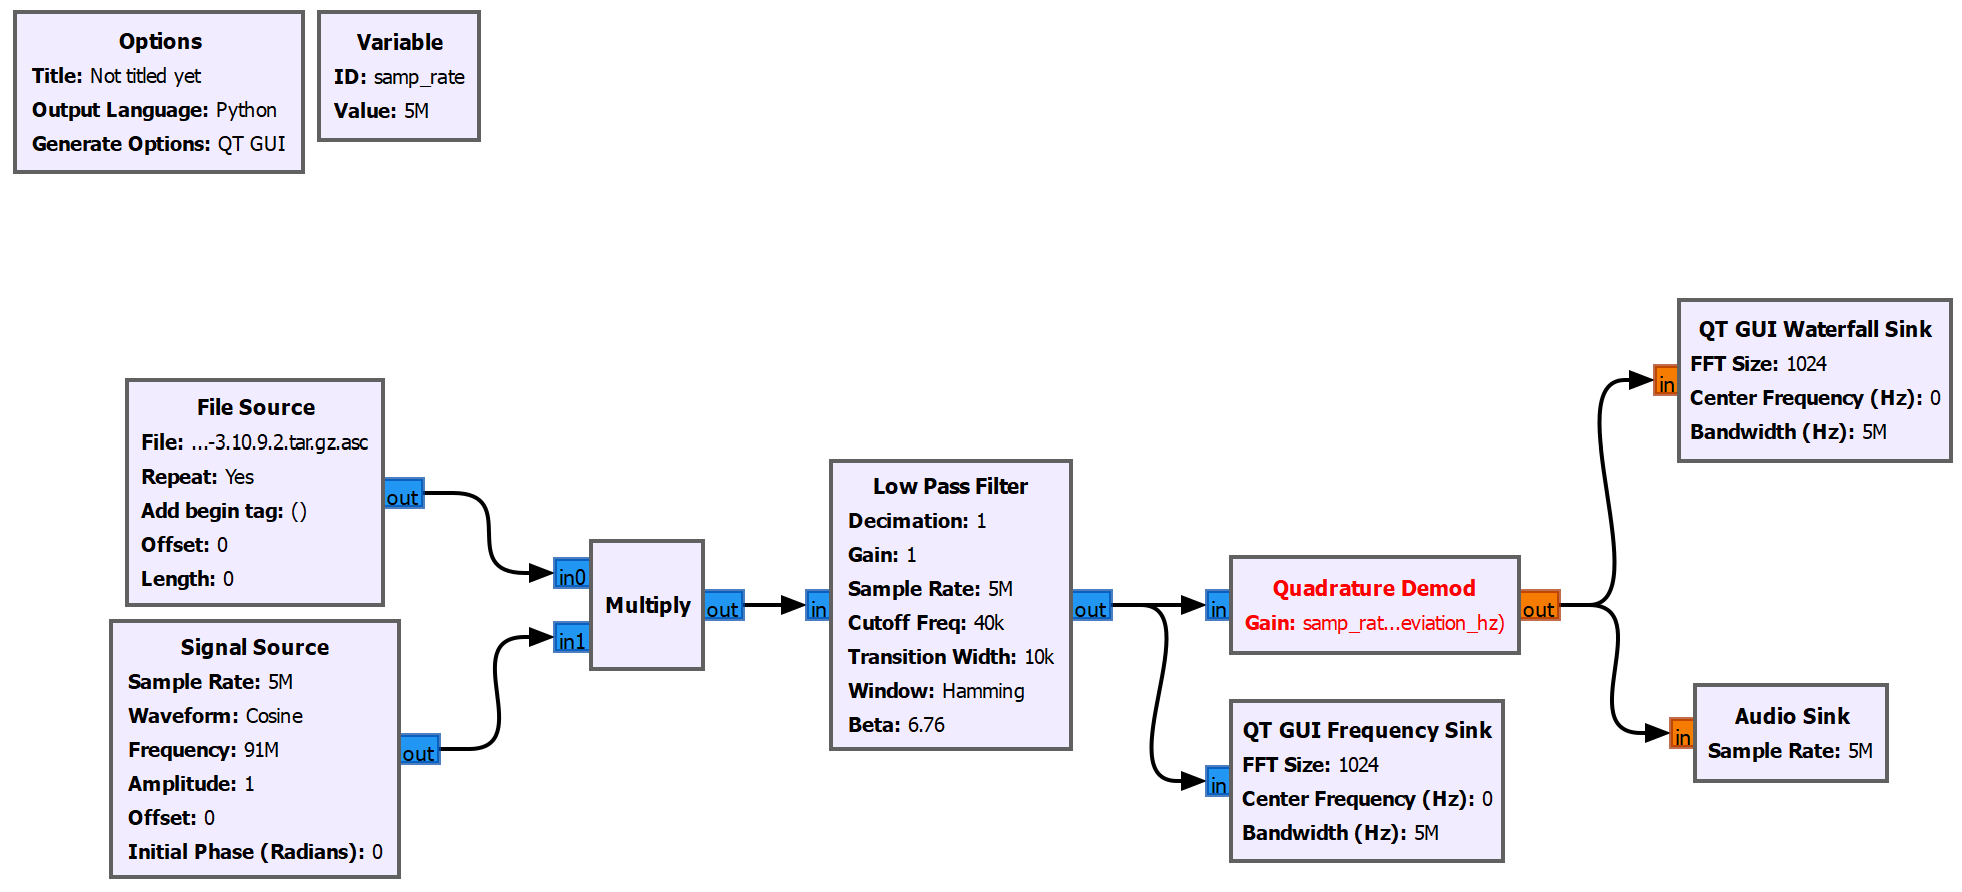 Options
Title: Not titled yet
Output Language: Python
Generate Options: QT GUI
Variable
ID: samp_rate
Value: 5M
File Source
File: ...-3.10.9.2.tar.gz.asc
Repeat: Yes
Add begin tag: ()
Offset: 0
Length: 0
out
Signal Source
Sample Rate: 5M
Waveform: Cosine
Frequency: 91M
Amplitude: 1
Offset: 0
Initial Phase (Radians): 0
out
in0
in1
Multiply
out
in
Low Pass Filter
Decimation: 1
Gain: 1
Sample Rate: 5M
Cutoff Freq: 40k
Transition Width: 10k
Window: Hamming
Beta: 6.76
out
in
Quadrature Demod
Gain: samp_rat...eviation_hz)
out
in
QT GUI Frequency Sink
FFT Size: 1024
Center Frequency (Hz): 0
Bandwidth (Hz): 5M
in
QT GUI Waterfall Sink
FFT Size: 1024
Center Frequency (Hz): 0
Bandwidth (Hz): 5M
in
Audio Sink
Sample Rate: 5M